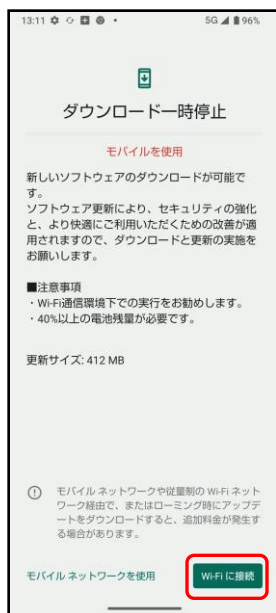 13:11 5G 96%
ダウンロード一時停止
モバイルを使用
新しいソフトウェアのダウンロードが可能で
す。
ソフトウェア更新により、セキュリティの強化
と、より快適にご利用いただくための改善が適
用されますので、ダウンロードと更新の実施を
お願いします。
■注意事項
・Wi-Fi通信環境下での実行をお勧めします。
・40%以上の電池残量が必要です。
更新サイズ: 412 MB
モバイル ネットワークや従量制の Wi-Fi ネット
ワーク経由で、またはローミング時にアップデ
ートをダウンロードすると、追加料金が発生す
る場合があります。
モバイル ネットワークを使用 Wi-Fi に接続